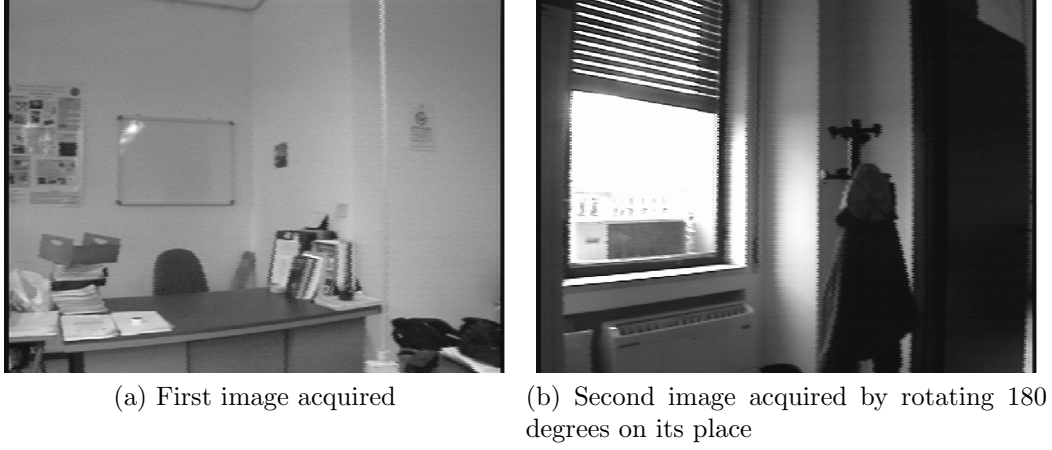 (a) First image acquired
(b) Second image acquired by rotating 180
degrees on its place